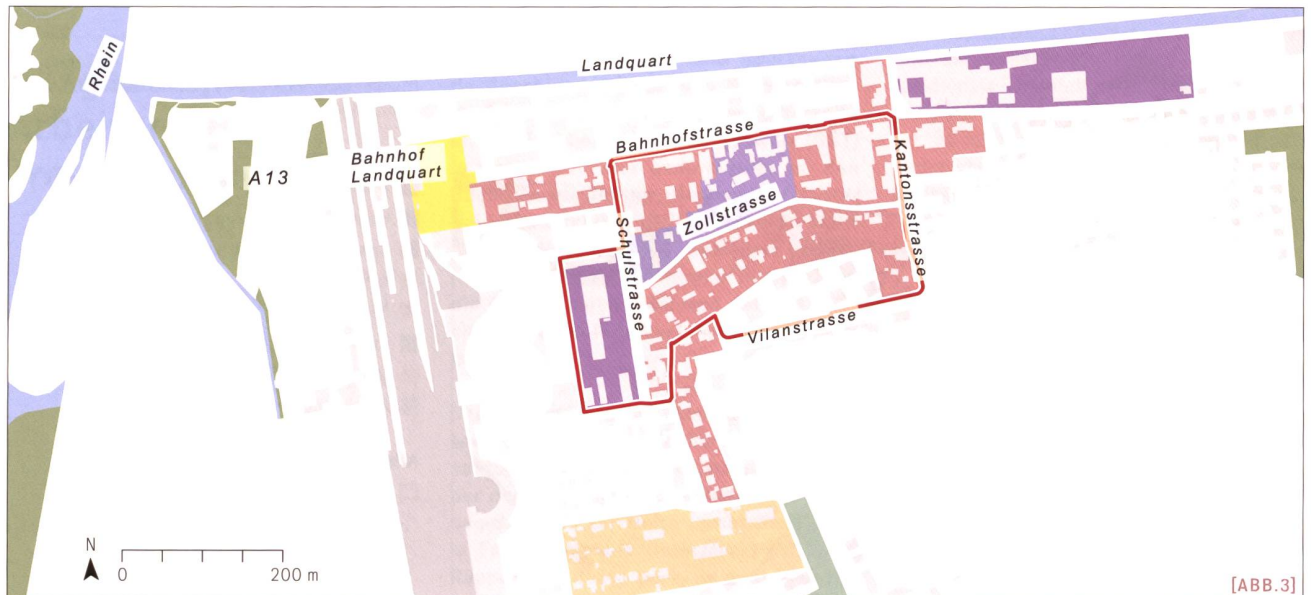 Rhein
Landquart
Bahnhofstrasse
Bahnhof
Landquart
A13
Kantonsstrasse
Zollstrasse
Schulstrasse
Vilanstrasse
N
0
200 m
[ABB.3]